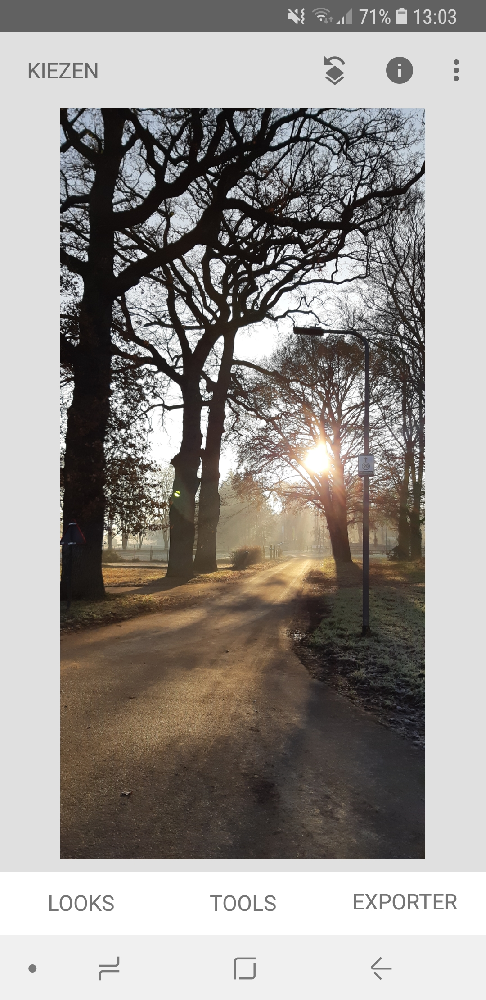 71% 13:03
KIEZEN
98
LOOKS TOOLS EXPORTER